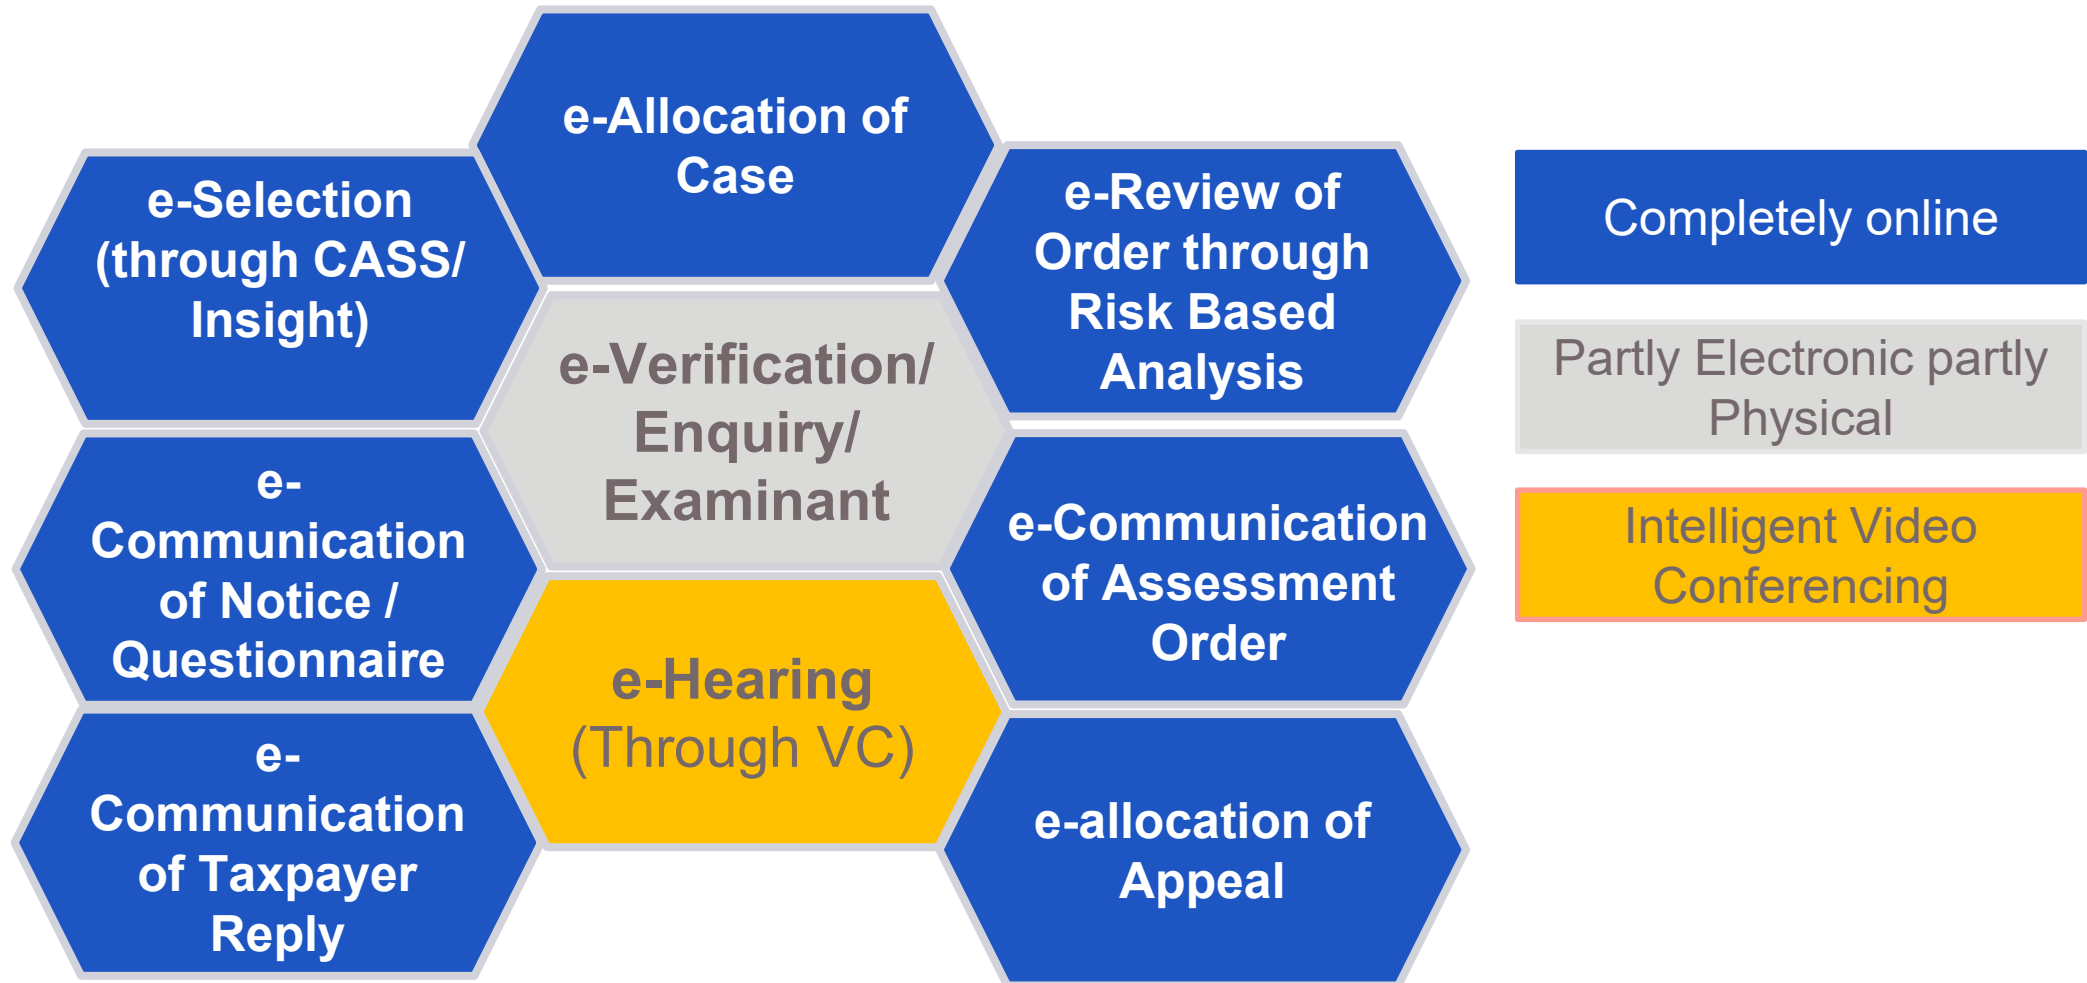 e-Allocation of
Case
e-Selection
(through CASS/
Insight)
e-Review of
Order through
Risk Based
Analysis
e-Verification/
Enquiry/
Examinant
e-
Communication
of Notice /
Questionnaire
e-Communication
of Assessment
Order
e-Hearing
(Through VC)
e-
Communication
of Taxpayer
Reply
e-allocation of
Appeal
Completely online
Partly Electronic partly
Physical
Intelligent Video
Conferencing